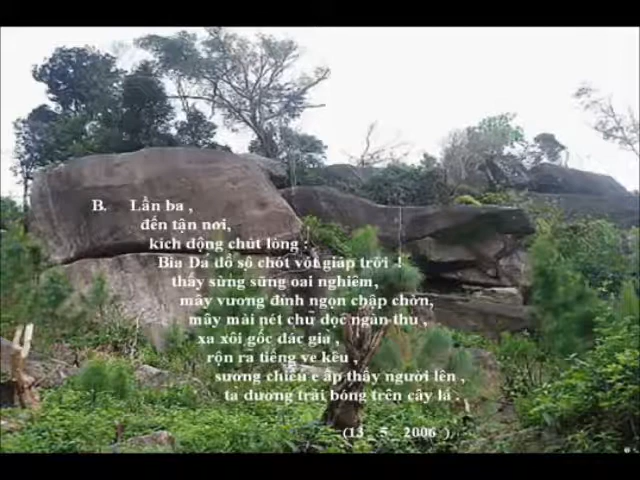 B. Lần ba ,
đến tận nơi,
kích động chút lòng :
Bia Đá đồ sộ chót vót giáp trời !
thấy sừng sững oai nghiêm,
mây vương đỉnh ngọn chập chờn,
mây mài nét chư dọc ngàn thu ,
xa xôi gốc đác gia ,
rộn ra tiếng ve kêu ,
sương chiều e ấp thấy người lên ,
ta dương trải bóng trên cây lá .
(13 5 2006 )